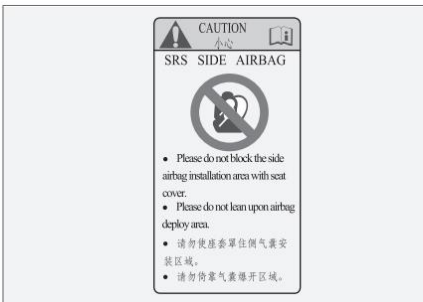 CAUTION
小心
SRS SIDE AIRBAG
• Please do not block the side
airbag installation area with seat
cover.
• Please do not lean upon airbag
deploy area.
• 请勿使座套罩住侧气囊安
装区域。
• 请勿倚靠气囊爆开区域。